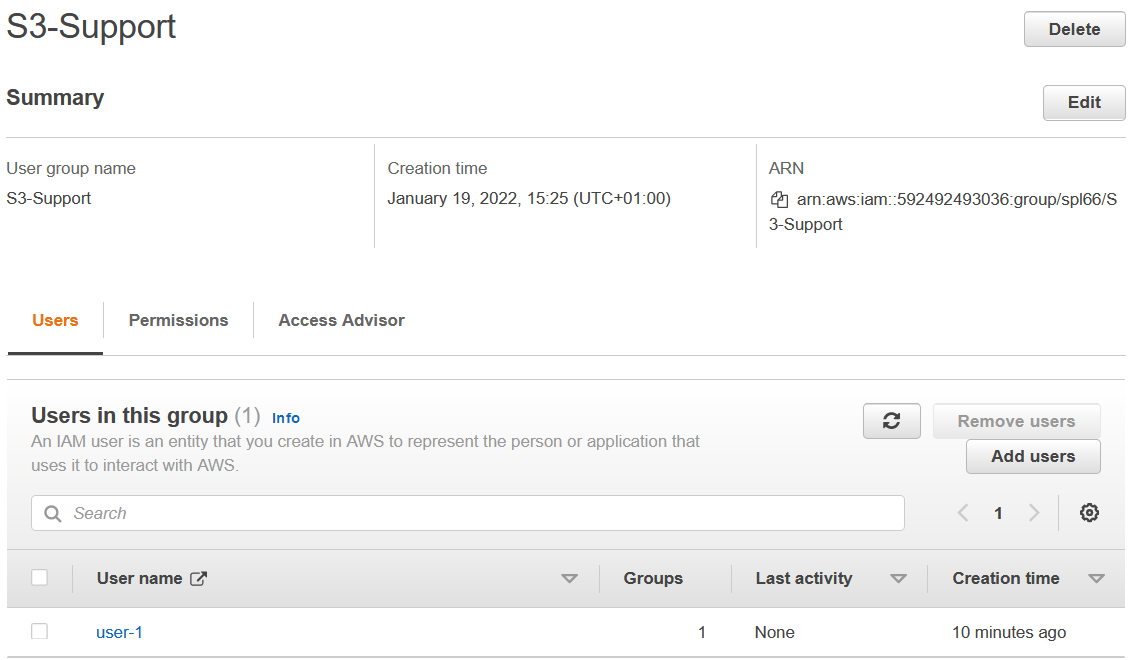 S3-Support
Delete
Summary
Edit
User group name
S3-Support
Creation time
January 19, 2022, 15:25 (UTC+01:00)
ARN
arn:aws:iam::592492493036:group/spl66/S
3-Support
Users
Permissions
Access Advisor
Users in this group (1) Info
An IAM user is an entity that you create in AWS to represent the person or application that
uses it to interact with AWS.
Remove users
Add users
Search
1
User name
Groups
Last activity
Creation time
user-1
1
None
10 minutes ago